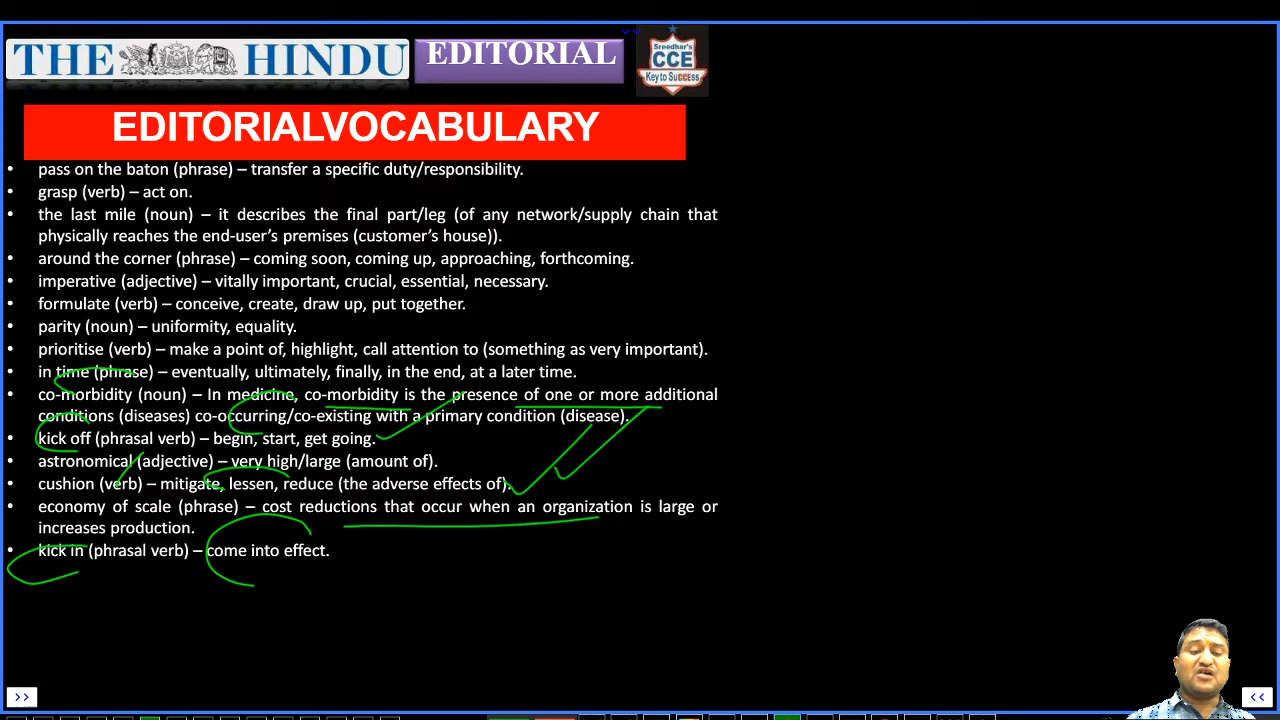 THE HINDU
EDITORIAL
Sreedhar's
CCE
Key to Success
EDITORIALVOCABULARY
• pass on the baton (phrase) – transfer a specific duty/responsibility.
• grasp (verb) – act on.
• the last mile (noun) – it describes the final part/leg (of any network/supply chain that
physically reaches the end-user's premises (customer's house)).
• around the corner (phrase) – coming soon, coming up, approaching, forthcoming.
• imperative (adjective) – vitally important, crucial, essential, necessary.
• formulate (verb) – conceive, create, draw up, put together.
• parity (noun) – uniformity, equality.
• prioritise (verb) – make a point of, highlight, call attention to (something as very important).
• in time (phrase) – eventually, ultimately, finally, in the end, at a later time.
• co-morbidity (noun) – In medicine, co-morbidity is the presence of one or more additional
conditions (diseases) co-occurring/co-existing with a primary condition (disease).
• kick off (phrasal verb) – begin, start, get going.
• astronomical (adjective) – very high/large (amount of).
• cushion (verb) – mitigate, lessen, reduce (the adverse effects of).
• economy of scale (phrase) – cost reductions that occur when an organization is large or
increases production.
• kick in (phrasal verb) – come into effect.
>>
<<